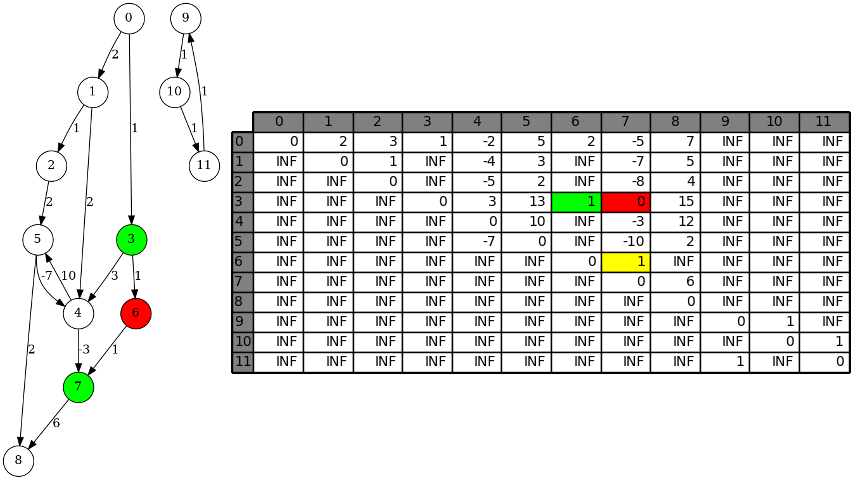 0
9
2
1
1
10
1
1
1
1
2
11
2
2
5
3
-7
10
3
1
4
6
2
-3
1
7
6
8
0 1 2 3 4 5 6 7 8 9 10 11
0 0 2 3 1 -2 5 2 -5 7 INF INF INF
1 INF 0 1 INF -4 3 INF -7 5 INF INF INF
2 INF INF 0 INF -5 2 INF -8 4 INF INF INF
3 INF INF INF 0 3 13 1 0 15 INF INF INF
4 INF INF INF INF 0 10 INF -3 12 INF INF INF
5 INF INF INF INF -7 0 INF -10 2 INF INF INF
6 INF INF INF INF INF INF 0 1 INF INF INF INF
7 INF INF INF INF INF INF INF 0 6 INF INF INF
8 INF INF INF INF INF INF INF INF 0 INF INF INF
9 INF INF INF INF INF INF INF INF INF 0 1 INF
10 INF INF INF INF INF INF INF INF INF INF 0 1
11 INF INF INF INF INF INF INF INF INF 1 INF 0